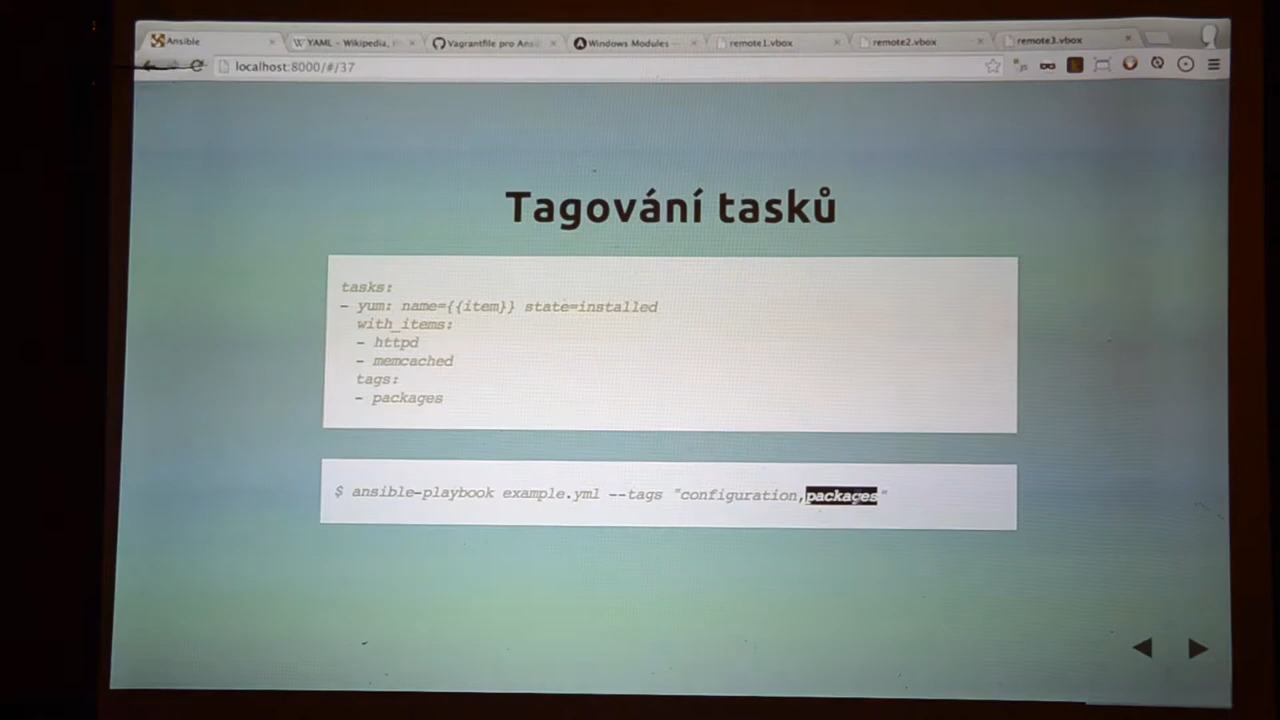 Ansible
YAML - Wikipedia,
Vagrantfile pro Ansi
Windows Modules
remote1.vbox
remote2.vbox
remote3.vbox
localhost:8000/#/37
Tagování tasků
tasks:
- yum: name={{item}} state=installed
with_items:
- httpd
- memcached
tags:
- packages
$ ansible-playbook example.yml --tags "configuration,packages"